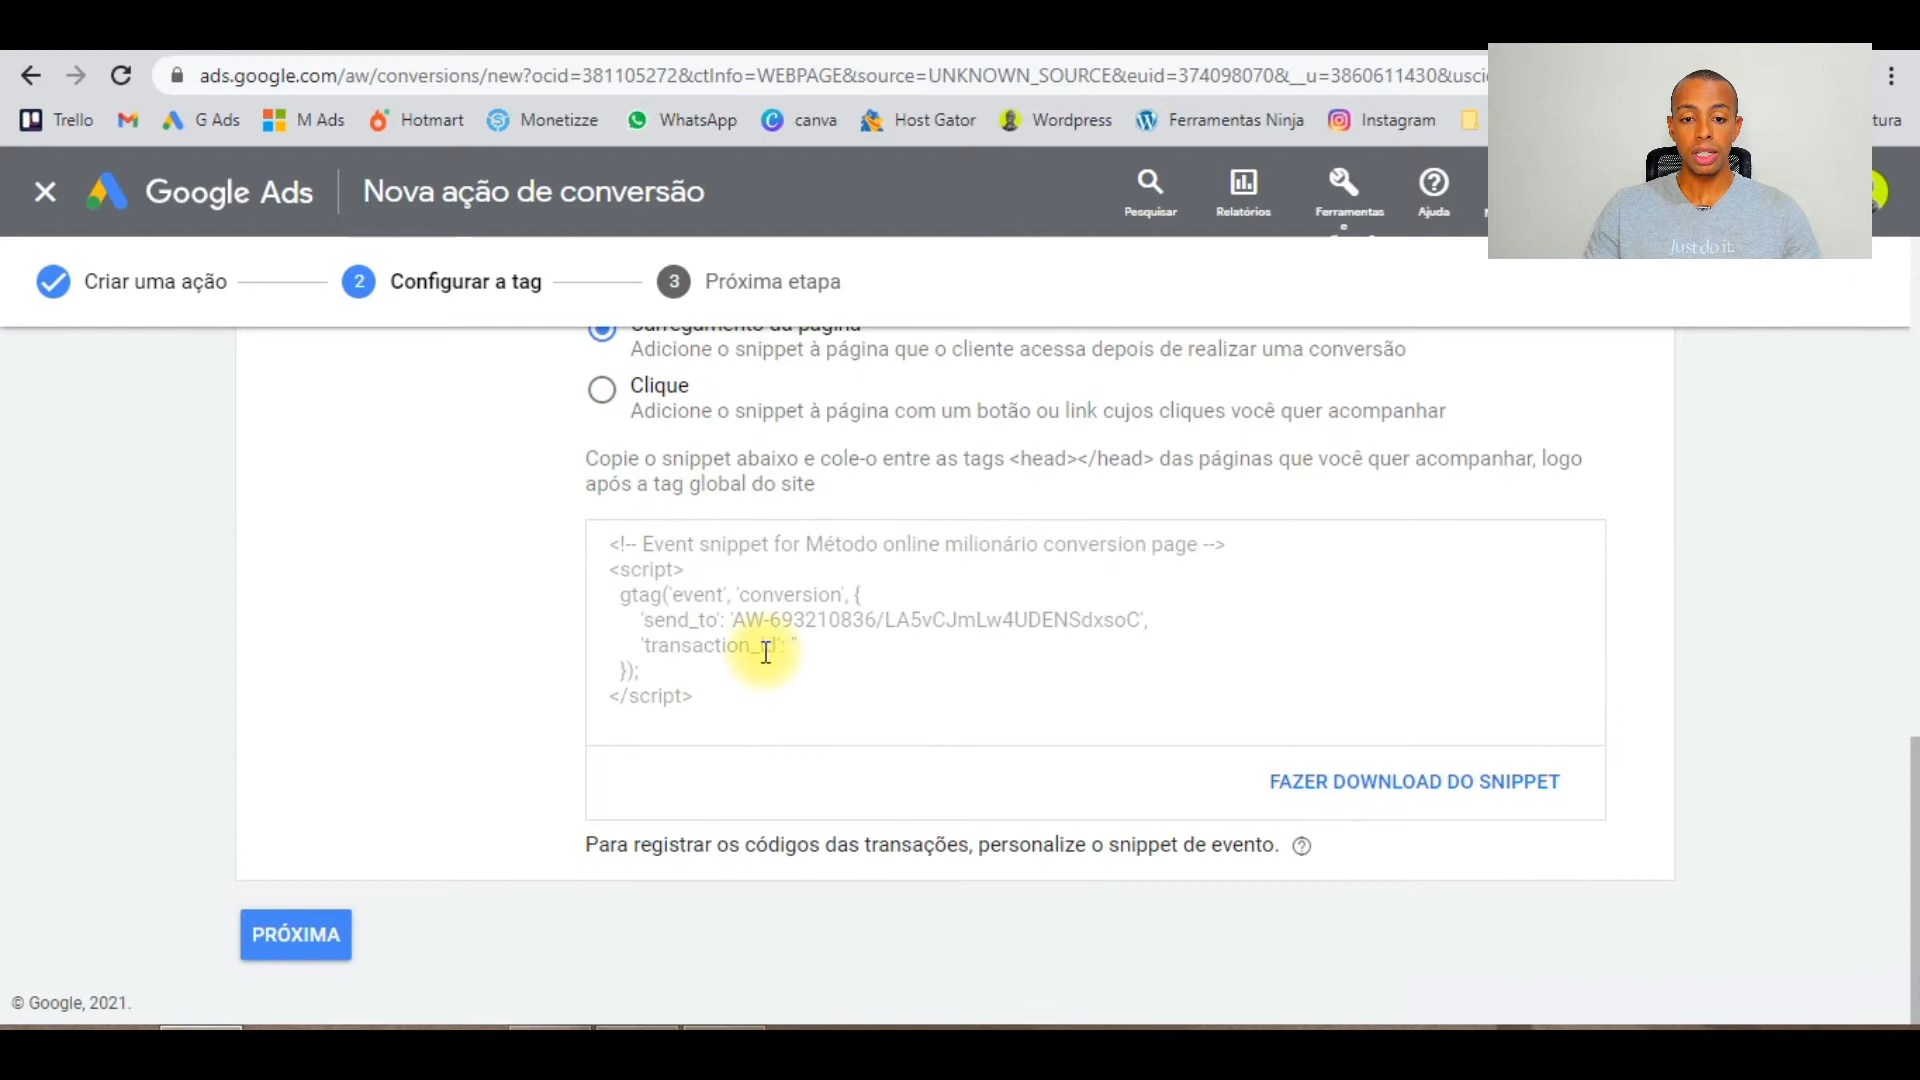 ads.google.com/aw/conversions/new?ocid=381105272&ctInfo=WEBPAGE&source=UNKNOWN_SOURCE&euid=374098070&__u=3860611430&usci
Trello G Ads M Ads Hotmart Monetizze WhatsApp canva Host Gator Wordpress Ferramentas Ninja Instagram tura
Google Ads Nova ação de conversão
Pesquisar Relatórios Ferramentas e Ajuda
Just do it.
Criar uma ação 2 Configurar a tag 3 Próxima etapa
Carregamento da página
Adicione o snippet à página que o cliente acessa depois de realizar uma conversão
Clique
Adicione o snippet à página com um botão ou link cujos cliques você quer acompanhar
Copie o snippet abaixo e cole-o entre as tags <head></head> das páginas que você quer acompanhar, logo
após a tag global do site
<!-- Event snippet for Método online milionário conversion page -->
<script>
gtag('event', 'conversion', {
'send_to': 'AW-693210836/LA5vCJmLw4UDENSdxsoC',
'transaction_id': ''
});
</script>
FAZER DOWNLOAD DO SNIPPET
Para registrar os códigos das transações, personalize o snippet de evento.
PRÓXIMA
© Google, 2021.